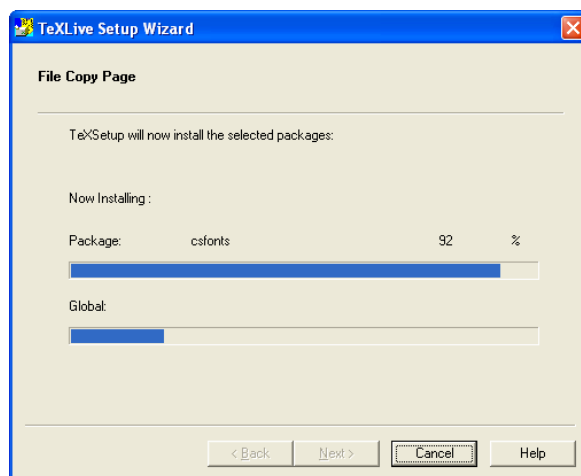 TeXLive Setup Wizard
File Copy Page
TeXSetup will now install the selected packages:
Now Installing :
Package: csfonts 92 %
Global:
< Back Next > Cancel Help